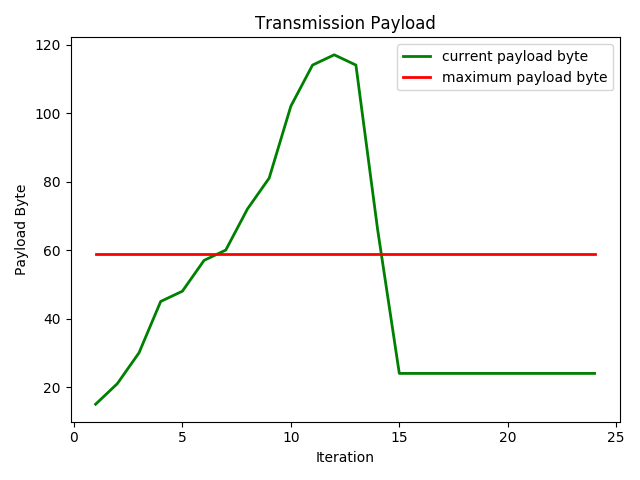 Transmission Payload
current payload byte
maximum payload byte
Payload Byte
120
100
80
60
40
20
0
5
10
15
20
25
Iteration